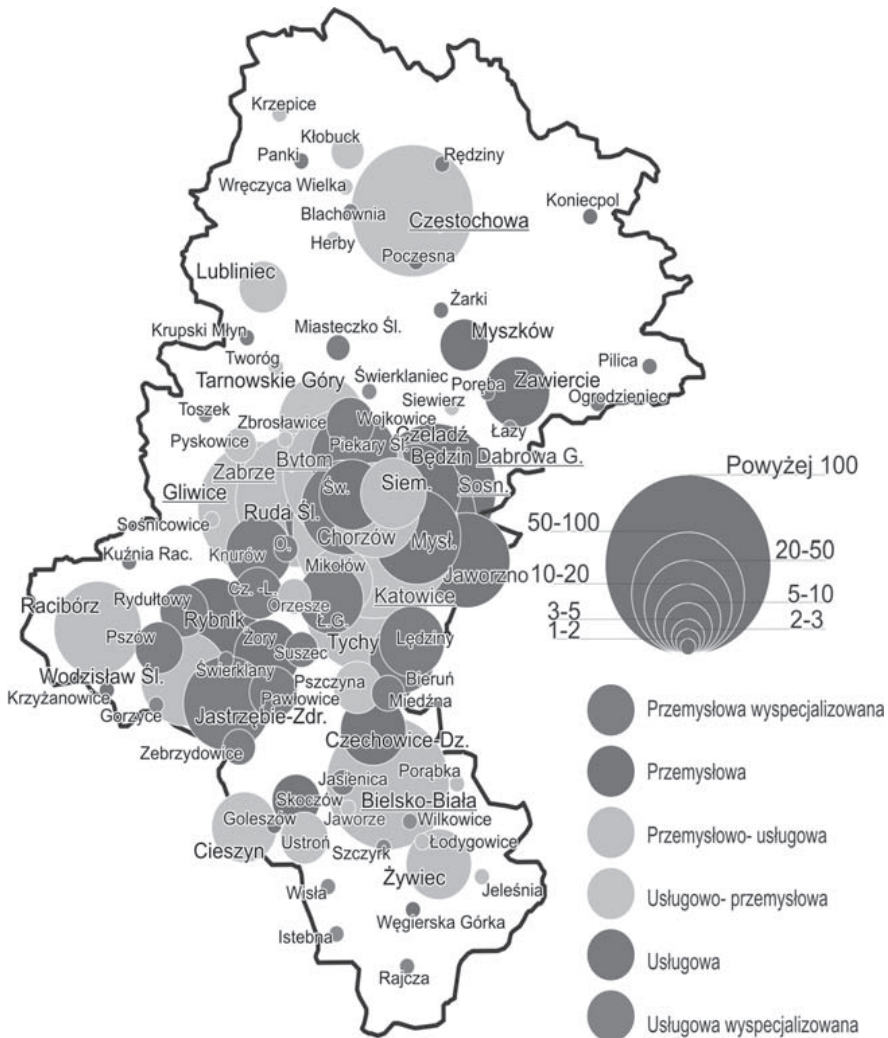 Krzepice
Kłobuck
Panki
Rędziny
Wręczyca Wielka
Koniecpol
Blachownia
Czestochowa
Herby
Poczesna
Lubliniec
Żarki
Krupski Młyn
Miasteczko Śl.
Myszków
Tworóg
Pilica
Tarnowskie Góry
Świerklaniec
Poręba
Zawiercie
Siewierz
Ogrodzieniec
Toszek
Zbrosławice
Wojkowice
Czeladź
Łazy
Pyskowice
Piekary Śl.
Zabrze
Bytom
Będzin
Dąbrowa G.
Powyżej 100
Gliwice
Św.
Siem.
Sosn.
Sośnicowice
Ruda Śl.
Chorzów
50-100
20-50
Kuźnia Rac.
Knurów
O.
Mysł.
Mikołów
Jaworzno
10-20
Racibórz
Rydułtowy
Cz. -L.
Orzesze
Katowice
5-10
Rybnik
Ł.G.
3-5
2-3
1-2
Pszów
Żory
Suszec
Tychy
Lędziny
Wodzisław Śl.
Świerklany
Pszczyna
Bieruń
Krzyżanowice
Pawłowice
Miedźna
Gorzyce
Jastrzębie-Zdr.
Przemysłowa wyspecjalizowana
Zebrzydowice
Czechowice-Dz.
Przemysłowa
Jasienica
Porąbka
Skoczów
Bielsko-Biała
Goleszów
Jaworze
Wilkowice
Przemysłowo- usługowa
Cieszyn
Ustroń
Szczyrk
Łodygowice
Żywiec
Jeleśnia
Usługowo- przemysłowa
Wisła
Węgierska Górka
Istebna
Usługowa
Rajcza
Usługowa wyspecjalizowana